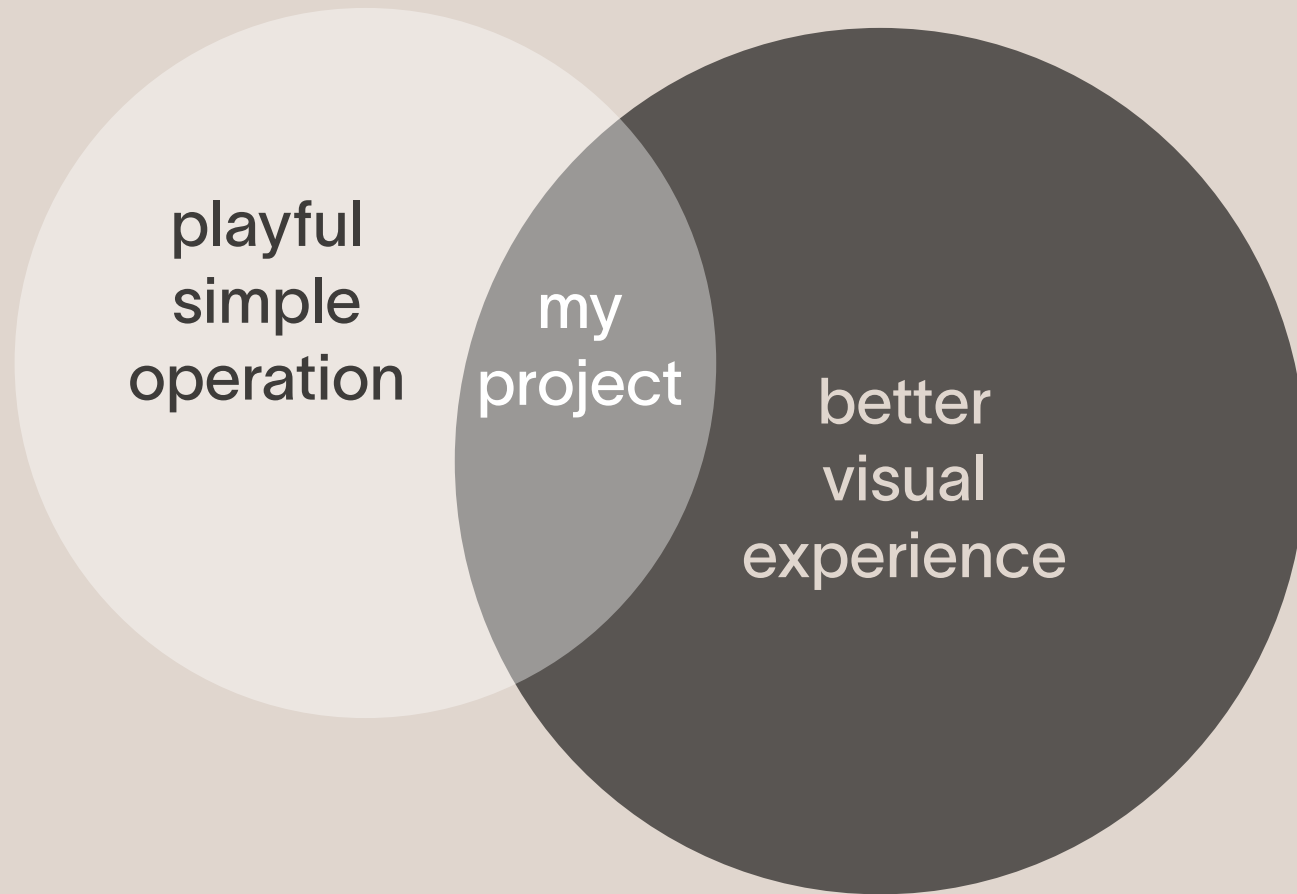 playful
simple
operation
my
project
better
visual
experience